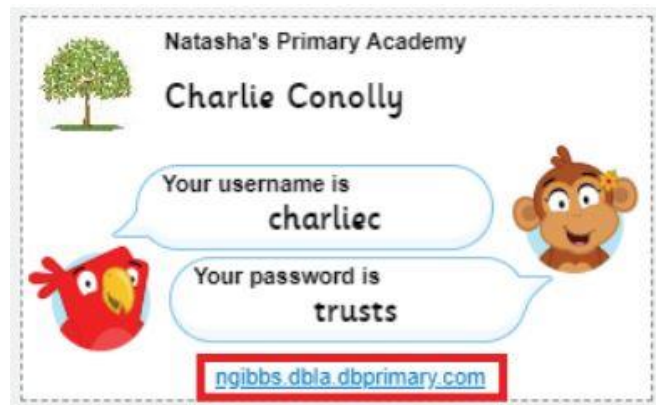 Natasha's Primary Academy
Charlie Conolly
Your username is
charliec
Your password is
trusts
ngibbs.dbla.dbprimary.com